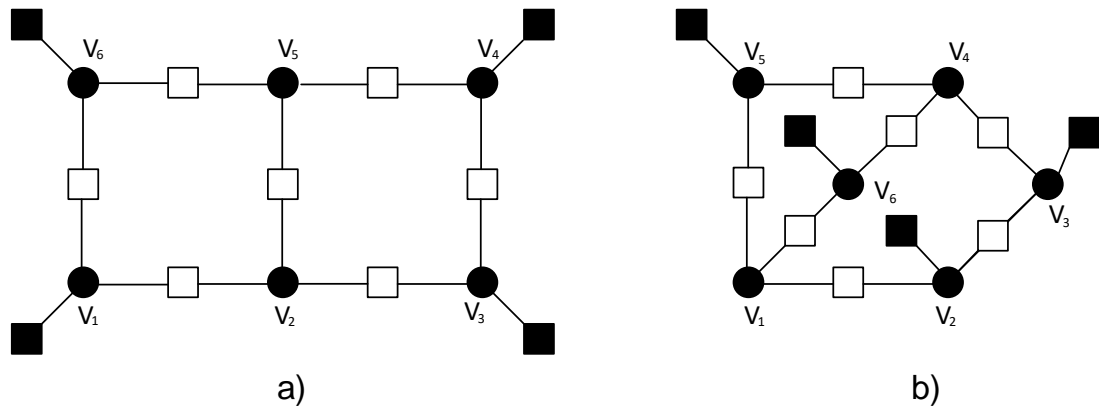 V₆ V₅ V₄ V₅ V₄
V₆ V₃
V₁ V₂ V₃ V₁ V₂
a) b)